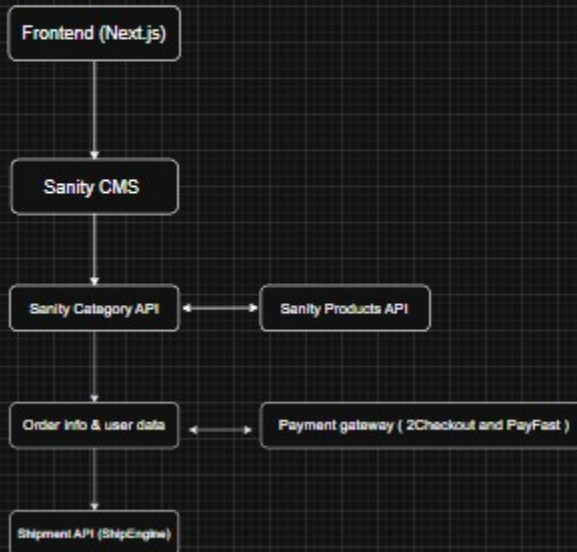 Frontend (Next.js)
Sanity CMS
Sanity Category API
Sanity Products API
Order info & user data
Payment gateway ( 2Checkout and PayFast )
Shipment API (ShipEngine)